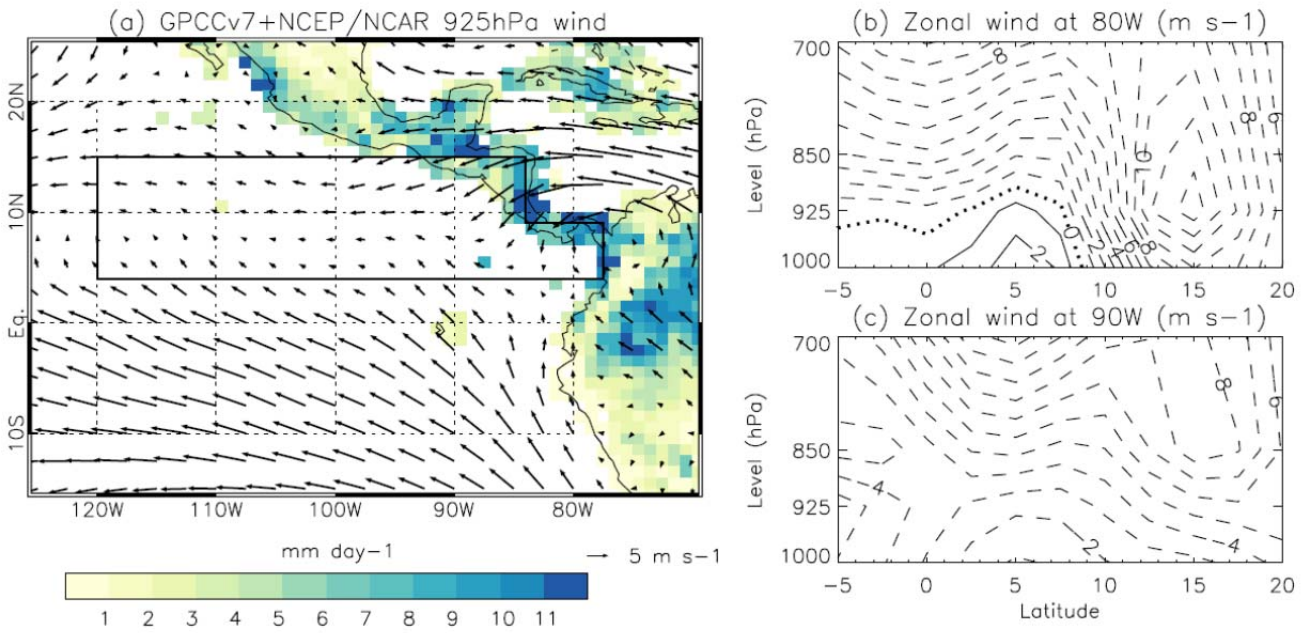 (a) GPCCv7+NCEP/NCAR 925hPa wind
20N
10N
Eq.
10S
120W 110W 100W 90W 80W
mm day-1
5 m s-1
1 2 3 4 5 6 7 8 9 10 11
(b) Zonal wind at 80W (m s-1)
Level (hPa)
700
850
925
1000
8
10
8
6
0
2
2
4
6
8
-5 0 5 10 15 20
(c) Zonal wind at 90W (m s-1)
Level (hPa)
700
850
925
1000
8
6
4
2
4
-5 0 5 10 15 20
Latitude